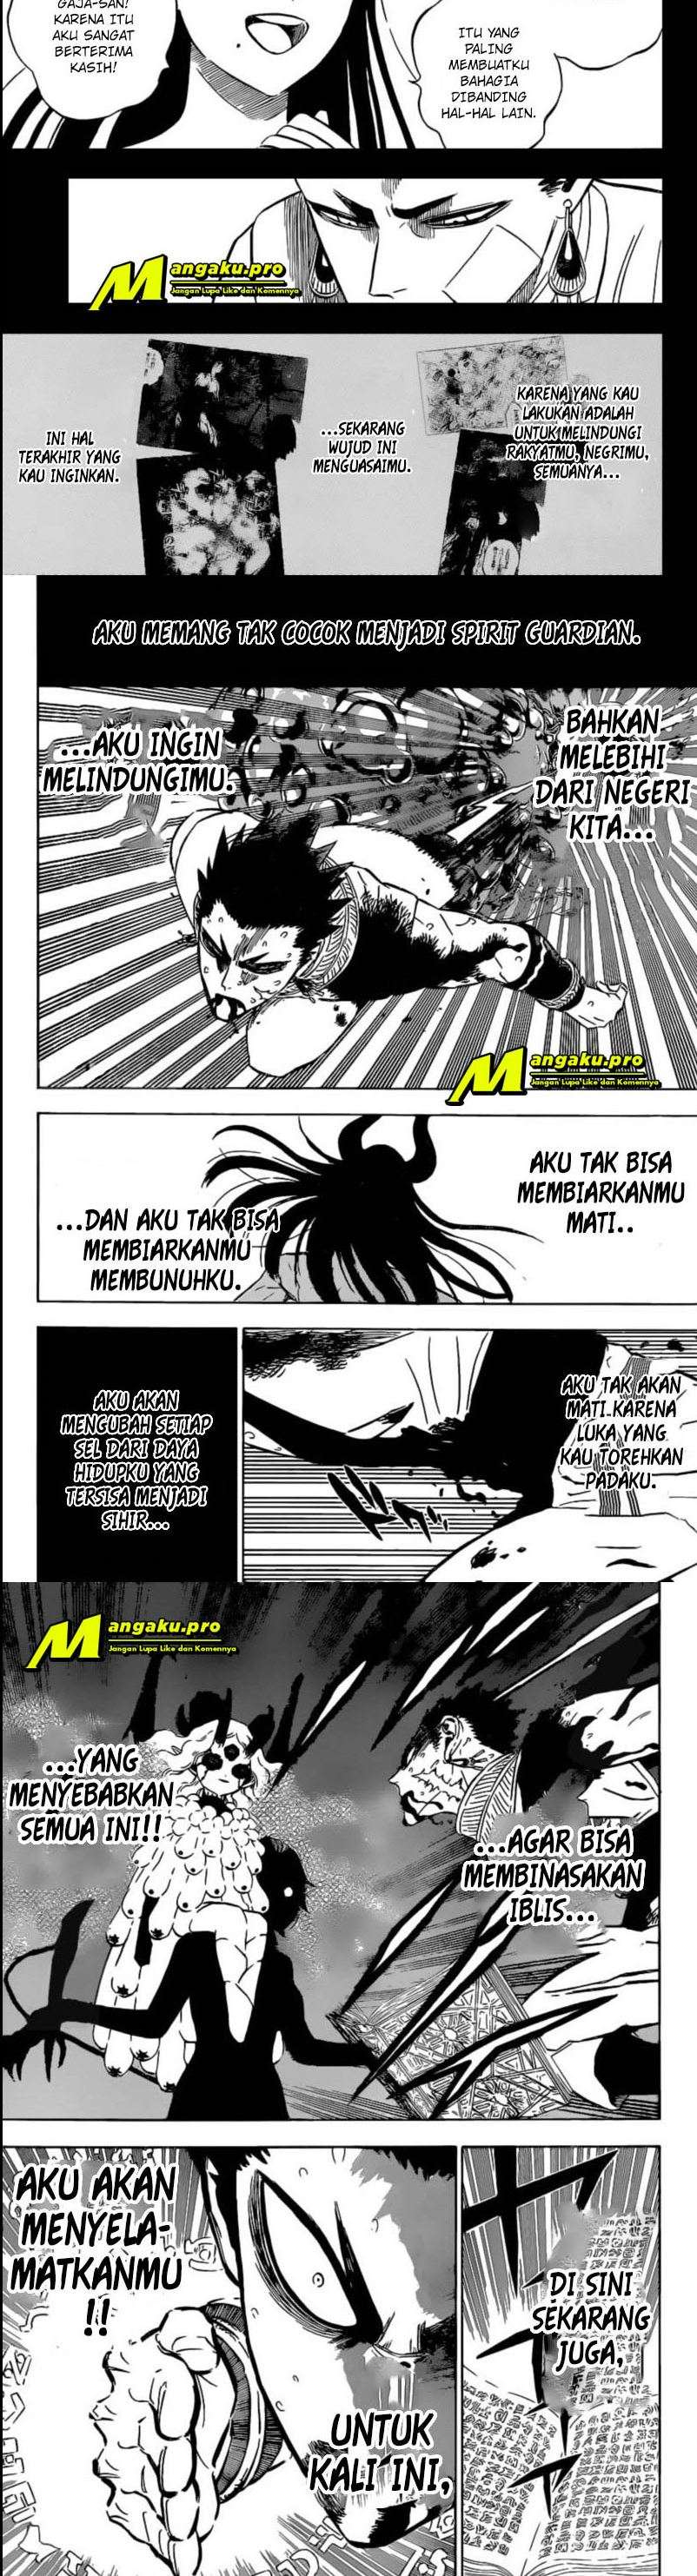 ITU YANG
PALING
MEMBUATKU
BAHAGIA
DIBANDING
HAL-HAL LAIN.
GAJA-SAN!
KARENA ITU
AKU SANGAT
BERTERIMA
KASIH!
Mangaku.pro
Jangan Lupa Like dan Komennya
KARENA YANG KAU
LAKUKAN ADALAH
UNTUK MELINDUNGI
RAKYATMU, NEGRIMU,
SEMUANYA...
...SEKARANG
WUJUD INI
MENGUASAIMU.
INI HAL
TERAKHIR YANG
KAU INGINKAN.
AKU MEMANG TAK COCOK MENJADI SPIRIT GUARDIAN.
BAHKAN
MELEBIHI
DARI NEGERI
KITA...
...AKU INGIN
MELINDUNGIMU.
Mangaku.pro
Jangan Lupa Like dan Komennya
AKU TAK BISA
MEMBIARKANMU
MATI..
...DAN AKU TAK BISA
MEMBIARKANMU
MEMBUNUHKU.
AKU TAK AKAN
MATI KARENA
LUKA YANG
KAU TOREHKAN
PADAKU.
AKU AKAN
MENGUBAH SETIAP
SEL DARI DAYA
HIDUPKU YANG
TERSISA MENJADI
SIHIR...
Mangaku.pro
Jangan Lupa Like dan Komennya
...AGAR BISA
MEMBINASAKAN
IBLIS...
...YANG
MENYEBABKAN
SEMUA INI!!
DI SINI
SEKARANG
JUGA,
UNTUK
KALI INI,
AKU AKAN
MENYELA-
MATKANMU
!!